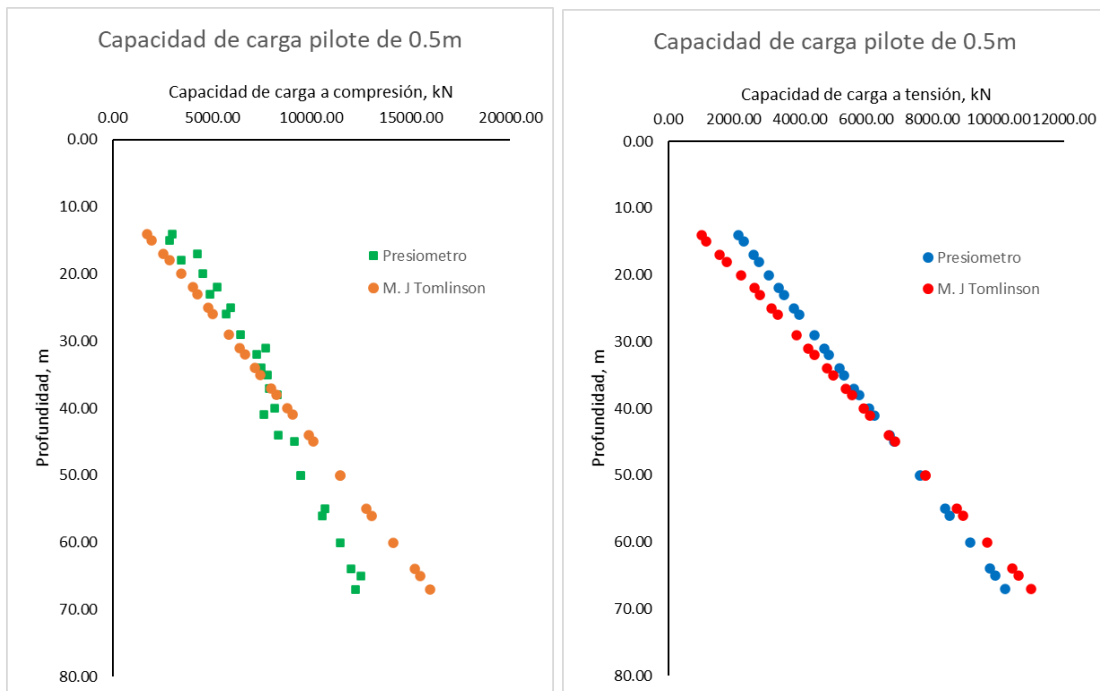 Capacidad de carga pilote de 0.5m
Capacidad de carga a compresión, kN
0.00 5000.00 10000.00 15000.00 20000.00
0.00
10.00
20.00
30.00
40.00
50.00
60.00
70.00
80.00
Profundidad, m
Presiometro
M. J Tomlinson
Capacidad de carga pilote de 0.5m
Capacidad de carga a tensión, kN
0.00 2000.00 4000.00 6000.00 8000.00 10000.00 12000.00
0.00
10.00
20.00
30.00
40.00
50.00
60.00
70.00
80.00
Profundidad, m
Presiometro
M. J Tomlinson